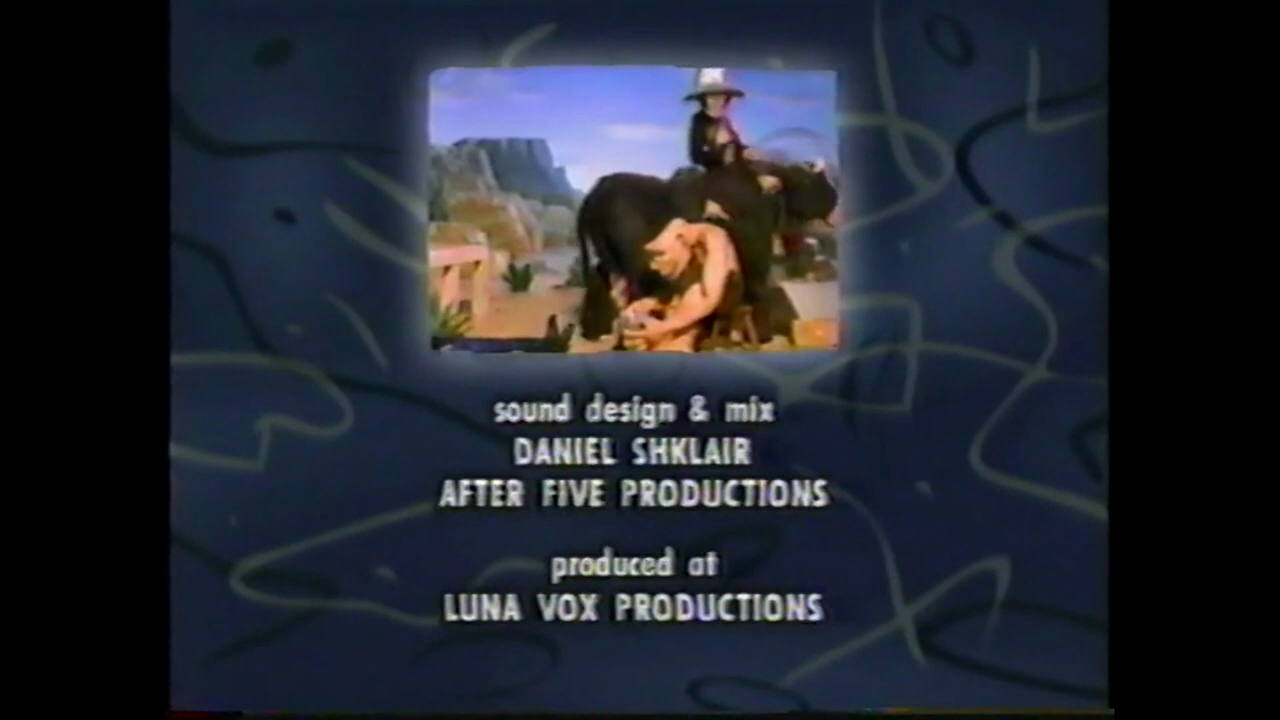 sound design & mix
DANIEL SHKLAIR
AFTER FIVE PRODUCTIONS
produced at
LUNA VOX PRODUCTIONS